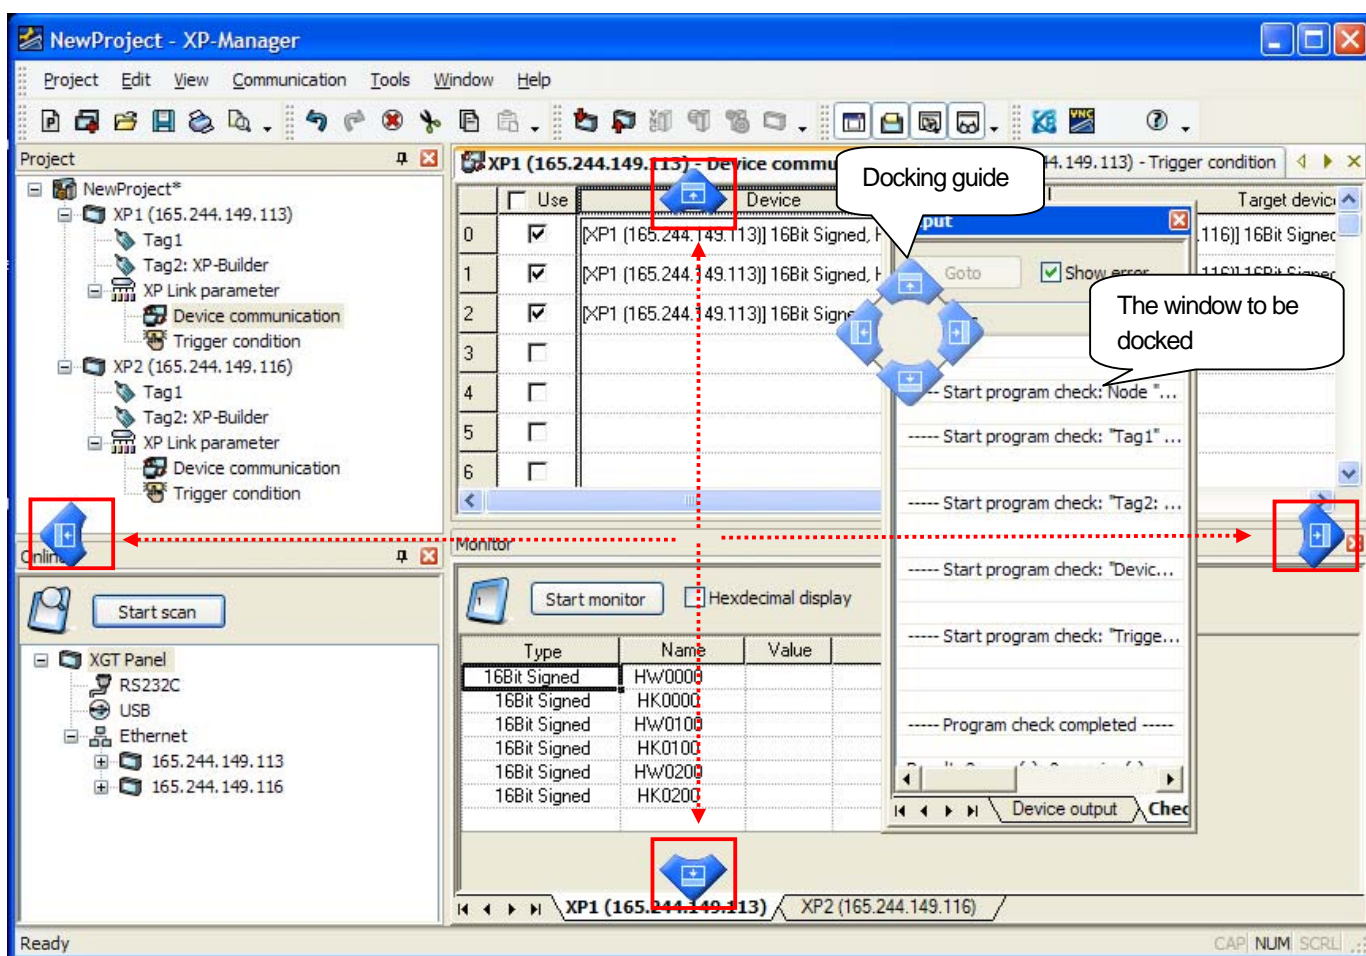 NewProject - XP-Manager
Project Edit View Communication Tools Window Help
VNC
Project
XP1 (165.244.149.113) - Device commu
4.149.113) - Trigger condition
Docking guide
NewProject*
XP1 (165.244.149.113)
Tag1
Tag2: XP-Builder
XP Link parameter
Device communication
Trigger condition
XP2 (165.244.149.116)
Tag1
Tag2: XP-Builder
XP Link parameter
Device communication
Trigger condition
Use Device Target devic
0 [XP1 (165.244.149.113)] 16Bit Signed, H .116)] 16Bit Signed
1 [XP1 (165.244.149.113)] 16Bit Signed, H 116)] 16Bit Signed
2 [XP1 (165.244.149.113)] 16Bit Signe
3
4
5
6
put
Goto Show error
The window to be
docked
--- Start program check: Node "...
----- Start program check: "Tag1" ...
----- Start program check: "Tag2: ...
----- Start program check: "Devic...
----- Start program check: "Trigge...
----- Program check completed -----
Device output Chec
Online
Start scan
XGT Panel
RS232C
USB
Ethernet
165.244.149.113
165.244.149.116
Monitor
1
Start monitor Hexdecimal display
Type Name Value
16Bit Signed HW0000
16Bit Signed HK0000
16Bit Signed HW0100
16Bit Signed HK0100
16Bit Signed HW0200
16Bit Signed HK0200
XP1 (165.244.149.113) XP2 (165.244.149.116)
Ready
CAP NUM SCRL